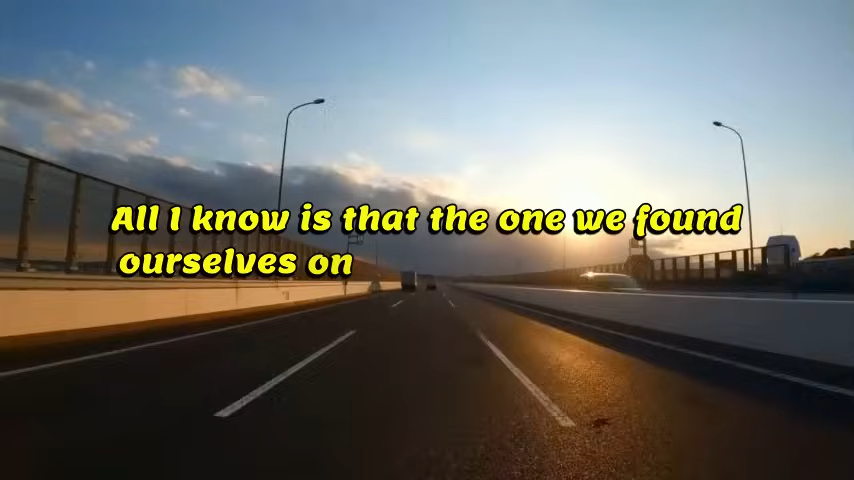 All I know is that the one we found
ourselves on